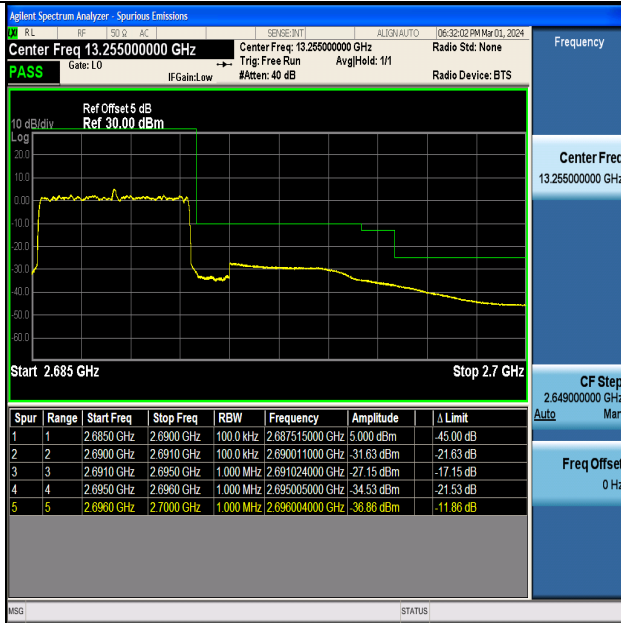 Agilent Spectrum Analyzer - Spurious Emissions
RL RF 50 Ω AC SENSE:INT ALIGNAUTO 06:32:02 PM Mar 01, 2024
Center Freq 13.255000000 GHz Center Freq: 13.255000000 GHz Radio Std: None
PASS Gate: LO Trig: Free Run Avg|Hold: 1/1
IFGain:Low #Atten: 40 dB Radio Device: BTS
Ref Offset 5 dB
10 dB/div Ref 30.00 dBm
Log
20.0
10.0
0.00
-10.0
-20.0
-30.0
-40.0
-50.0
-60.0
Start 2.685 GHz Stop 2.7 GHz
Spur Range Start Freq Stop Freq RBW Frequency Amplitude Δ Limit
1 1 2.6850 GHz 2.6900 GHz 100.0 kHz 2.687515000 GHz 5.000 dBm -45.00 dB
2 2 2.6900 GHz 2.6910 GHz 100.0 kHz 2.690011000 GHz -31.63 dBm -21.63 dB
3 3 2.6910 GHz 2.6950 GHz 1.000 MHz 2.691024000 GHz -27.15 dBm -17.15 dB
4 4 2.6950 GHz 2.6960 GHz 1.000 MHz 2.695005000 GHz -34.53 dBm -21.53 dB
5 5 2.6960 GHz 2.7000 GHz 1.000 MHz 2.696004000 GHz -36.86 dBm -11.86 dB
MSG STATUS
Frequency
Center Freq
13.255000000 GHz
CF Step
2.649000000 GHz
Auto Man
Freq Offset
0 Hz